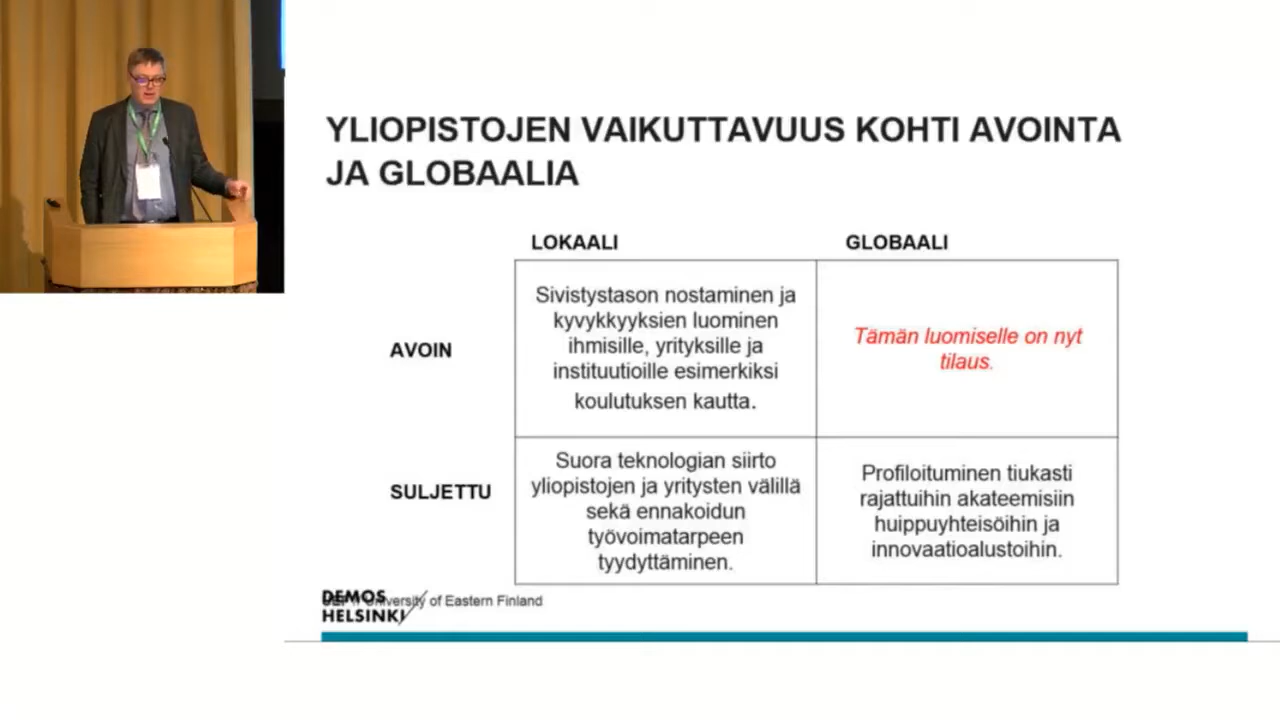 YLIOPISTOJEN VAIKUTTAVUUS KOHTI AVOINTA
JA GLOBAALIA
LOKAALI
GLOBAALI
AVOIN
Sivistystason nostaminen ja
kyvykkyyksien luominen
ihmisille, yrityksille ja
instituutioille esimerkiksi
koulutuksen kautta.
Tämän luomiselle on nyt
tilaus.
SULJETTU
Suora teknologian siirto
yliopistojen ja yritysten välillä
sekä ennakoidun
työvoimatarpeen
tyydyttäminen.
Profiloituminen tiukasti
rajattuihin akateemisiin
huippuyhteisöihin ja
innovaatioalustoihin.
DEMOS
HELSINKI
University of Eastern Finland